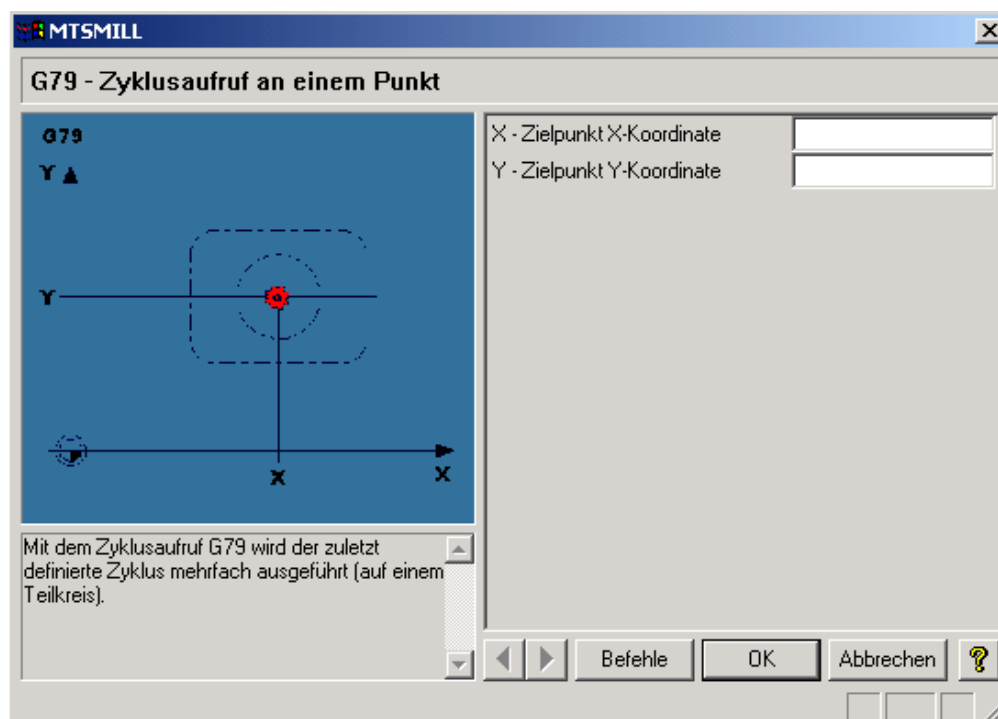 MTSMILL
G79 - Zyklusaufruf an einem Punkt
G79
Y
Y
X
X
X - Zielpunkt X-Koordinate
Y - Zielpunkt Y-Koordinate
Mit dem Zyklusaufruf G79 wird der zuletzt
definierte Zyklus mehrfach ausgeführt (auf einem
Teilkreis).
Befehle
OK
Abbrechen
?